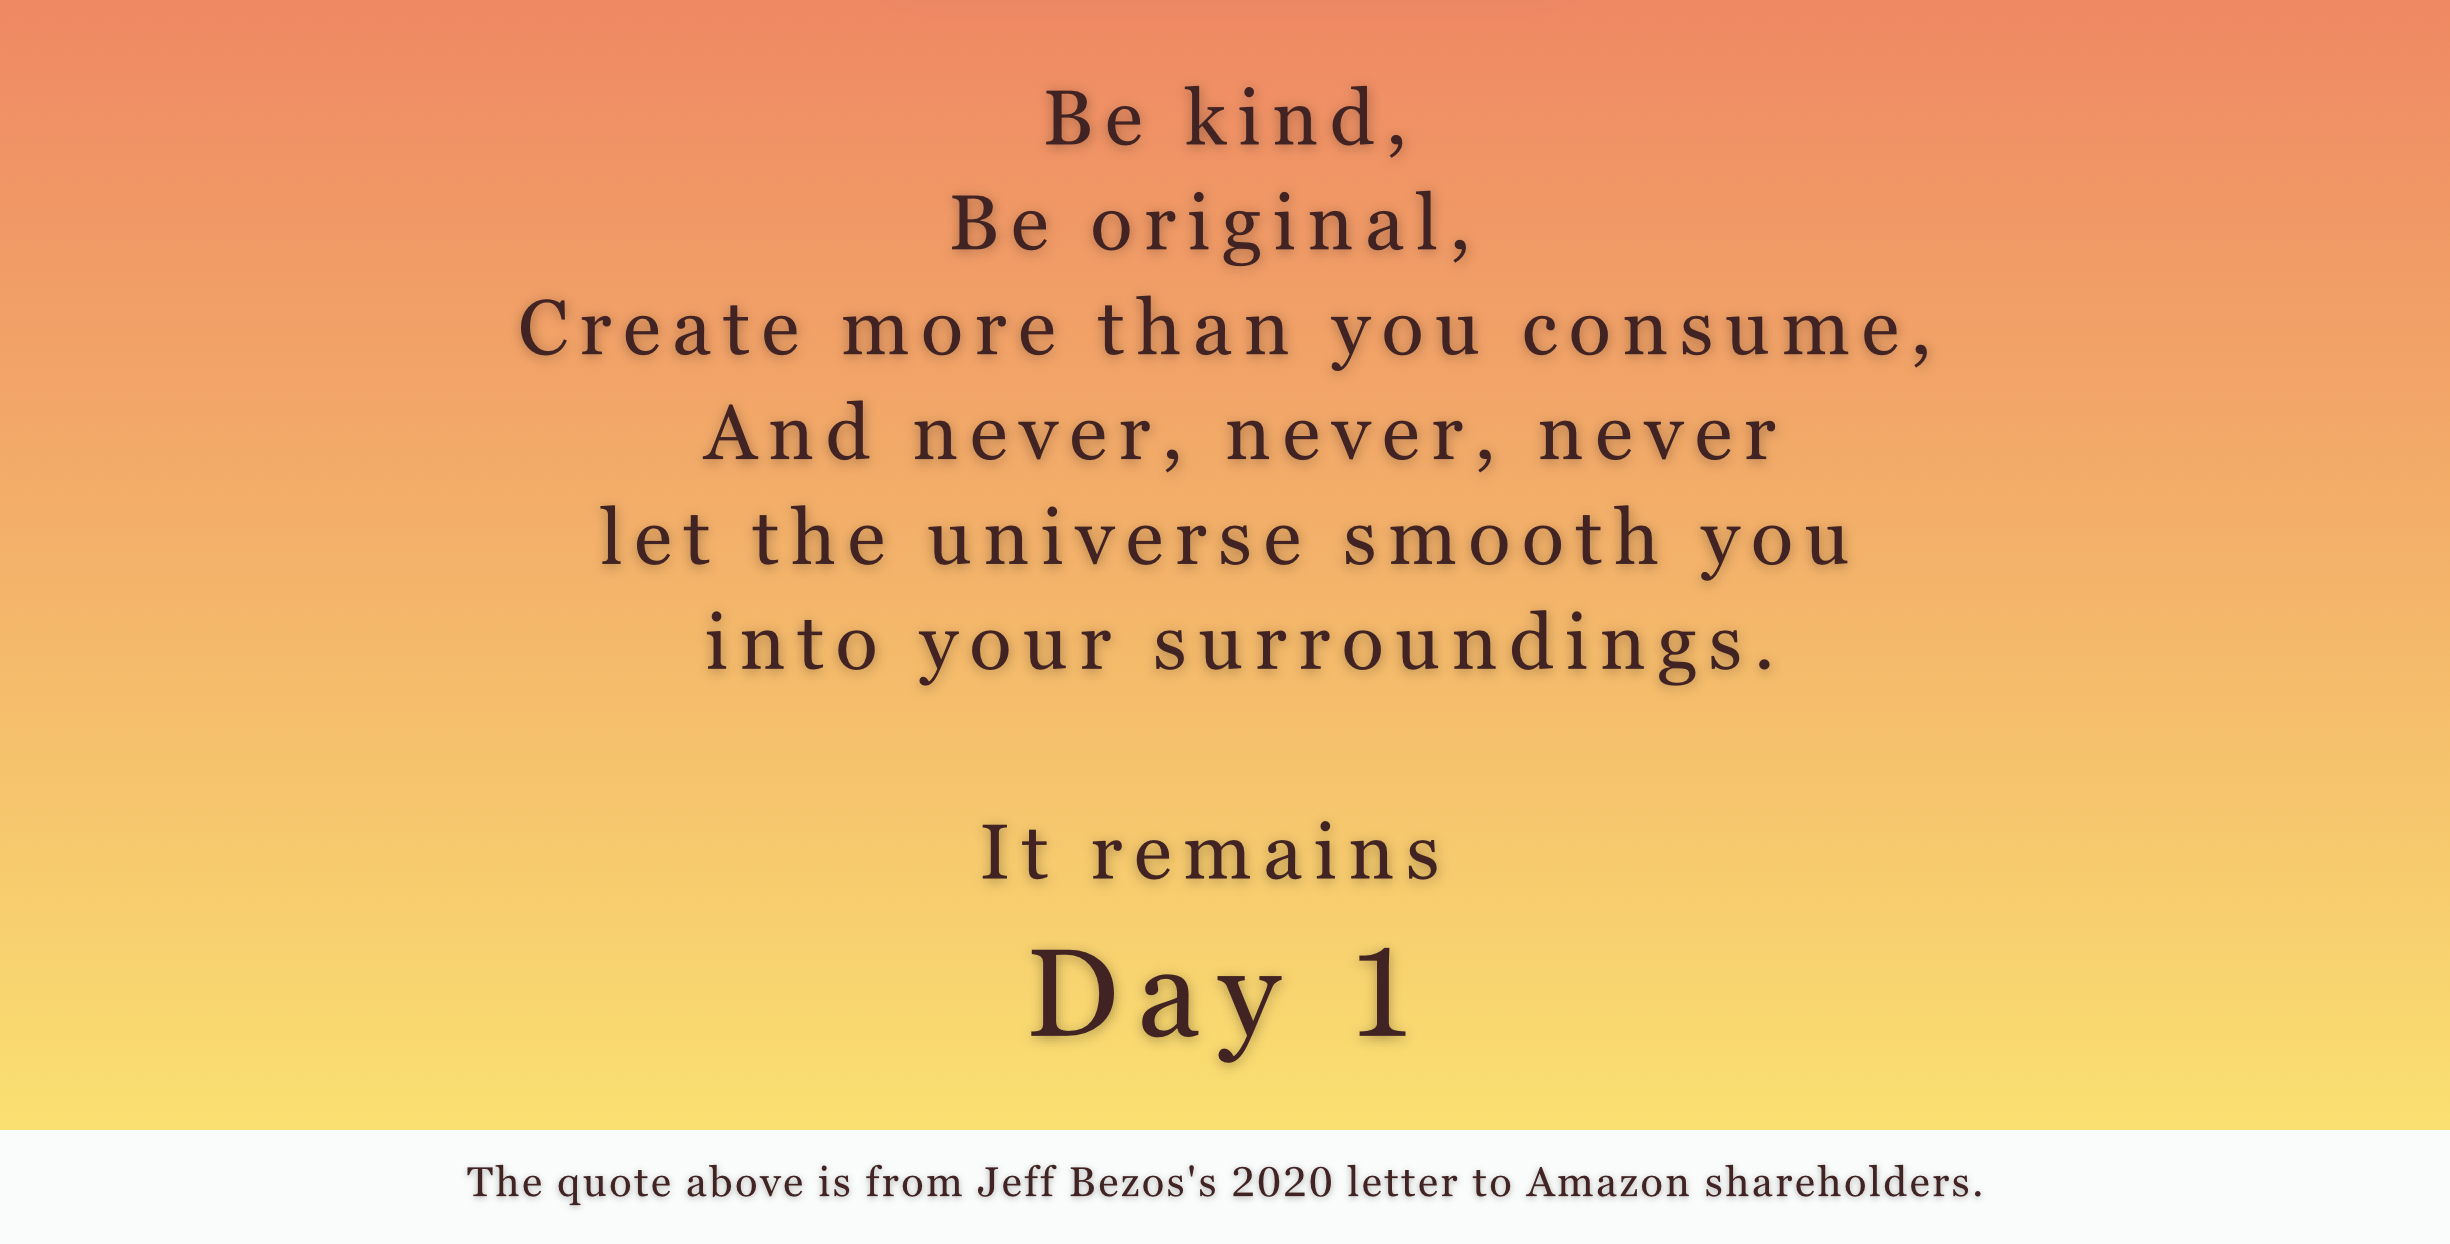 Be kind,
Be original,
Create more than you consume,
And never, never, never
let the universe smooth you
into your surroundings.
It remains
Day 1
The quote above is from Jeff Bezos's 2020 letter to Amazon shareholders.